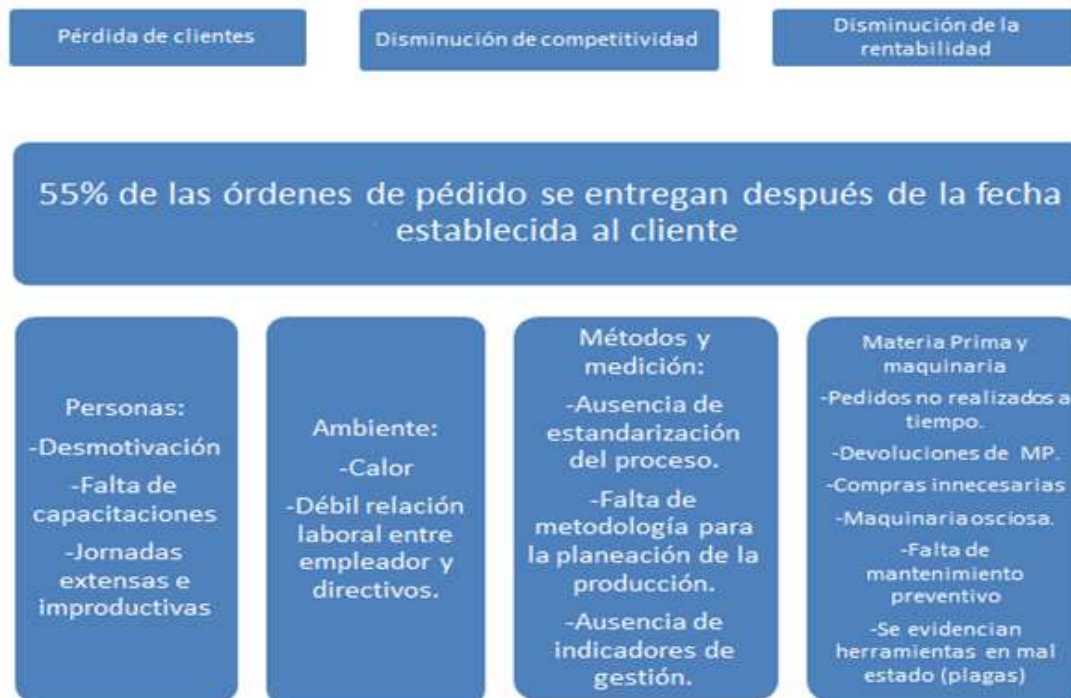 Pérdida de clientes
Disminución de competitividad
Disminución de la
rentabilidad
55% de las órdenes de pédido se entregan después de la fecha
establecida al cliente
Personas:
-Desmotivación
-Falta de
capacitaciones
-Jornadas
extensas e
improductivas
Ambiente:
-Calor
-Débil relación
laboral entre
empleador y
directivos.
Métodos y
medición:
-Ausencia de
estandarización
del proceso.
-Falta de
metodología para
la planeación de la
producción.
-Ausencia de
indicadores de
gestión.
Materia Prima y
maquinaria
-Pedidos no realizados a
tiempo.
-Devoluciones de MP.
-Compras innecesarias
-Maquinaria osciosa.
-Falta de
mantenimiento
preventivo
-Se evidencian
herramientas en mal
estado (plagas)